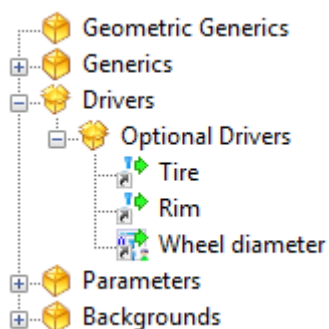 Geometric Generics
Generics
Drivers
Optional Drivers
Tire
Rim
Wheel diameter
Parameters
Backgrounds